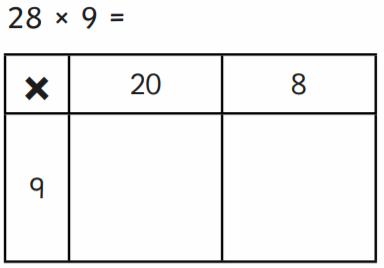 28 × 9 =
× 20 8
9